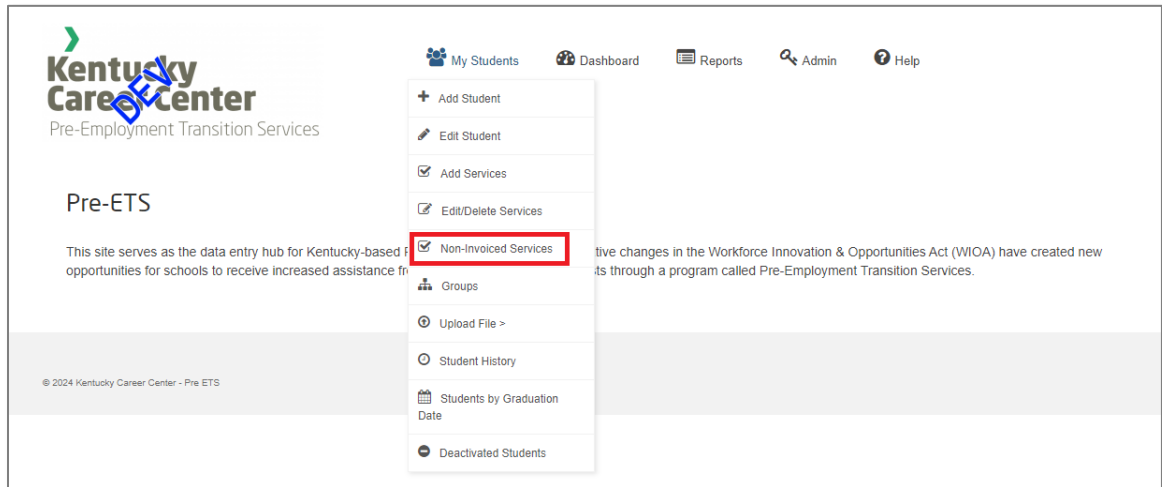 Kentucky
Career Center
DEV
Pre-Employment Transition Services
My Students
Dashboard
Reports
Admin
Help
Add Student
Edit Student
Add Services
Edit/Delete Services
Non-Invoiced Services
Groups
Upload File >
Student History
Students by Graduation
Date
Deactivated Students
Pre-ETS
This site serves as the data entry hub for Kentucky-based tive changes in the Workforce Innovation & Opportunities Act (WIOA) have created new
opportunities for schools to receive increased assistance ts through a program called Pre-Employment Transition Services.
© 2024 Kentucky Career Center - Pre ETS